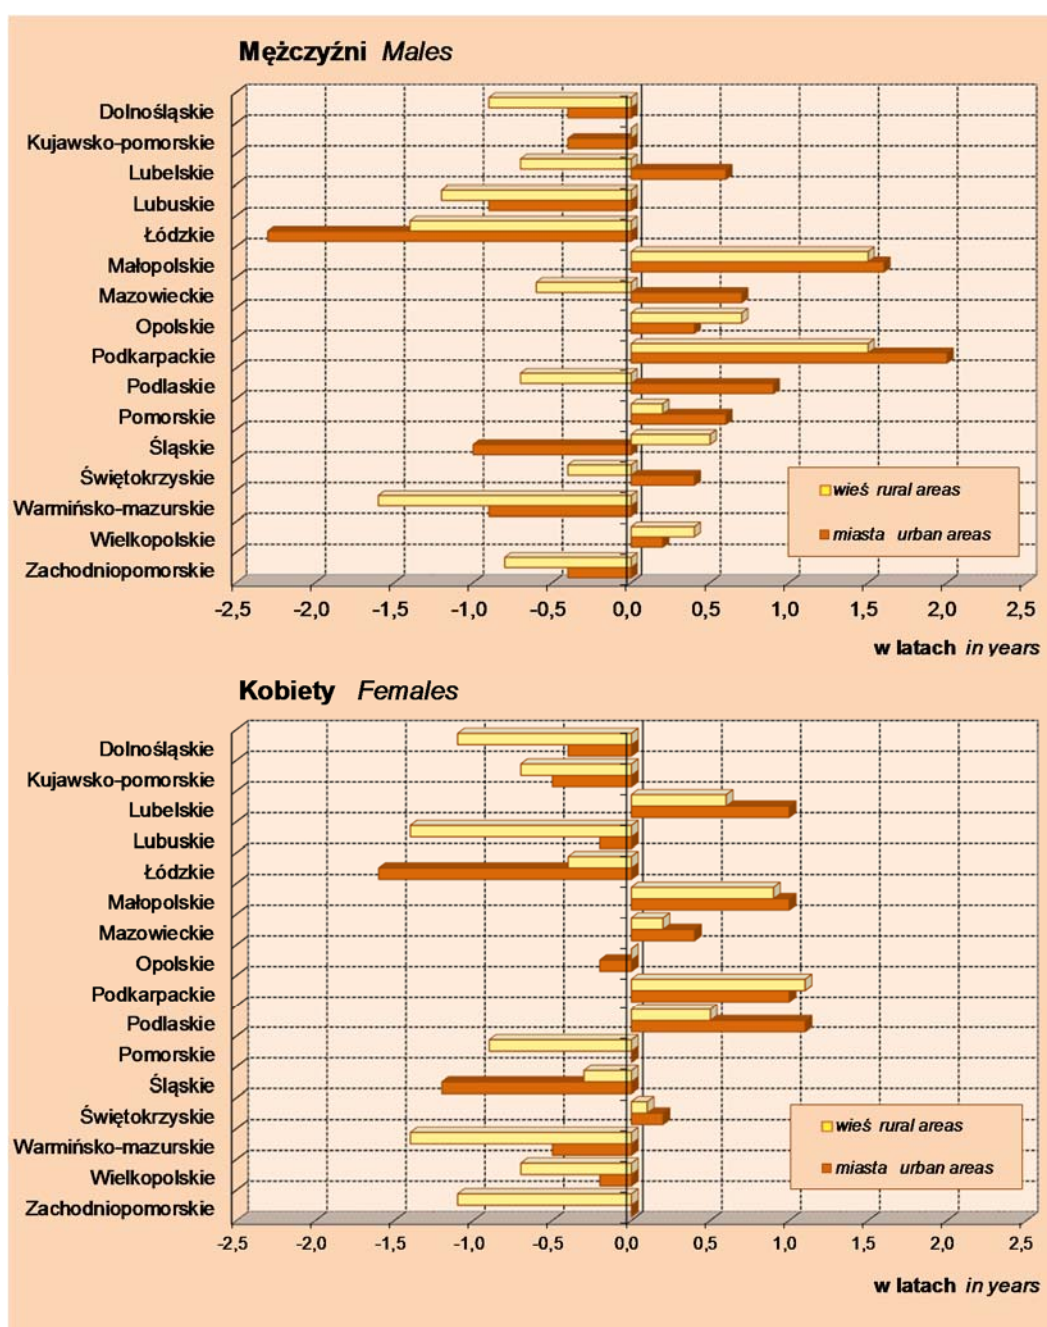 Mężczyźni Males
Dolnośląskie
Kujawsko-pomorskie
Lubelskie
Lubuskie
Łódzkie
Małopolskie
Mazowieckie
Opolskie
Podkarpackie
Podlaskie
Pomorskie
Śląskie
Świętokrzyskie
Warmińsko-mazurskie
Wielkopolskie
Zachodniopomorskie
wieś rural areas
miasta urban areas
-2,5 -2,0 -1,5 -1,0 -0,5 0,0 0,5 1,0 1,5 2,0 2,5
w latach in years
Kobiety Females
Dolnośląskie
Kujawsko-pomorskie
Lubelskie
Lubuskie
Łódzkie
Małopolskie
Mazowieckie
Opolskie
Podkarpackie
Podlaskie
Pomorskie
Śląskie
Świętokrzyskie
Warmińsko-mazurskie
Wielkopolskie
Zachodniopomorskie
wieś rural areas
miasta urban areas
-2,5 -2,0 -1,5 -1,0 -0,5 0,0 0,5 1,0 1,5 2,0 2,5
w latach in years